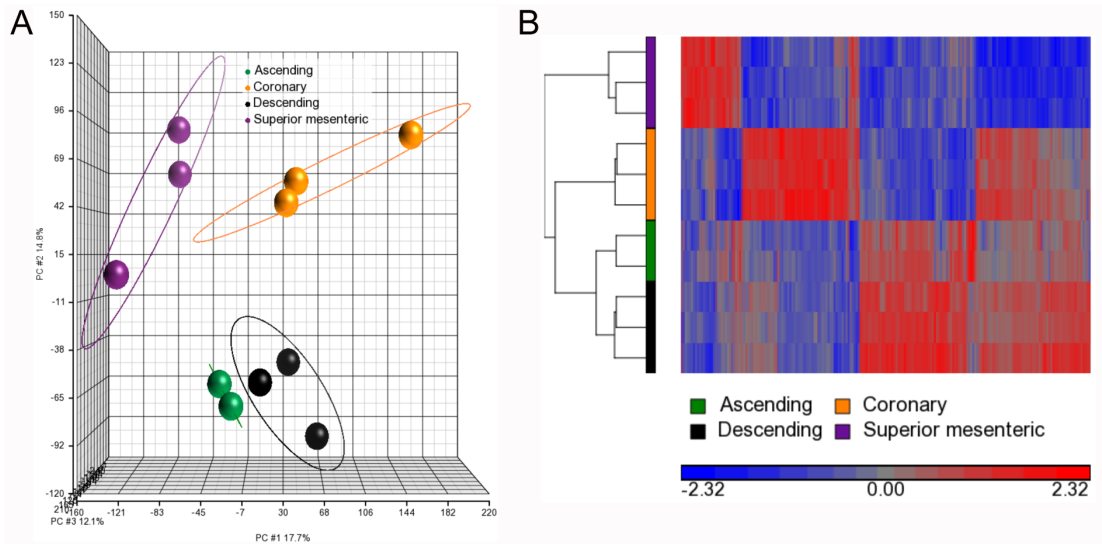 A
150
123
96
69
42
15
-11
-38
-65
-92
-120
PC #2 14.8%
Ascending
Coronary
Descending
Superior mesenteric
-160 -121 -83 -45 -7 30 68 106 144 182 220
PC #3 12.1%
PC #1 17.7%
B
Ascending Coronary
Descending Superior mesenteric
-2.32 0.00 2.32